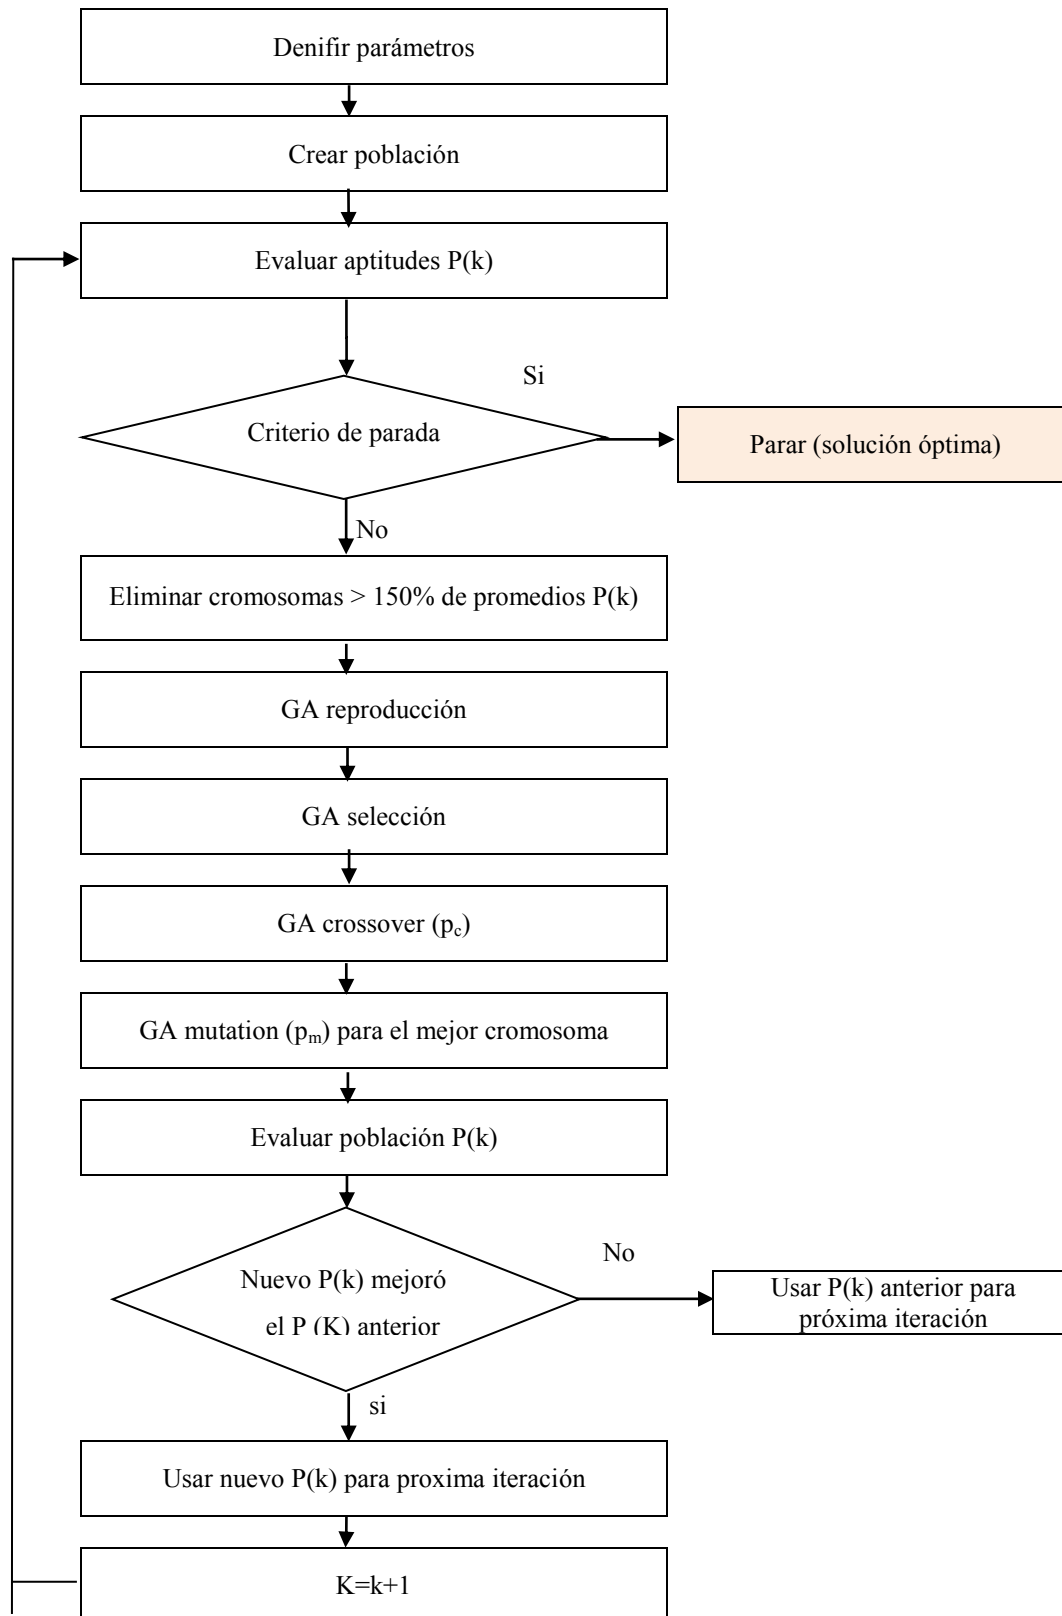 Denifir parámetros
Crear población
Evaluar aptitudes P(k)
Si
Criterio de parada
Parar (solución óptima)
No
Eliminar cromosomas > 150% de promedios P(k)
GA reproducción
GA selección
GA crossover (pc)
GA mutation (pm) para el mejor cromosoma
Evaluar población P(k)
No
Nuevo P(k) mejoró
el P (K) anterior
Usar P(k) anterior para
próxima iteración
si
Usar nuevo P(k) para proxima iteración
K=k+1